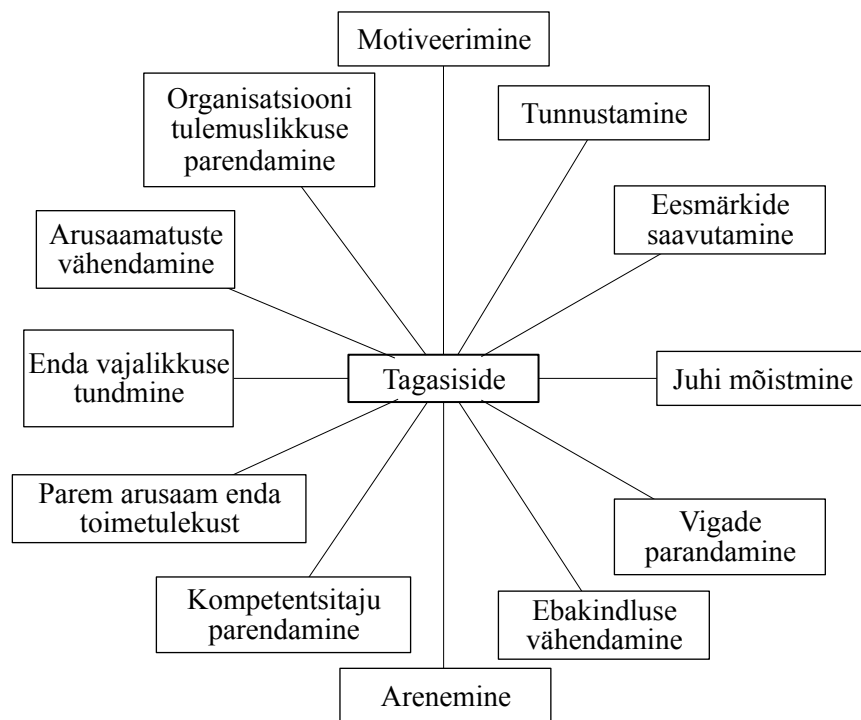 Motiveerimine
Organisatsiooni
tulemuslikkuse
parendamine
Tunnustamine
Eesmärkide
saavutamine
Arusaamatuste
vähendamine
Enda vajalikkuse
tundmine
Tagasiside
Juhi mõistmine
Parem arusaam enda
toimetulekust
Vigade
parandamine
Kompetentsitaju
parendamine
Ebakindluse
vähendamine
Arenemine